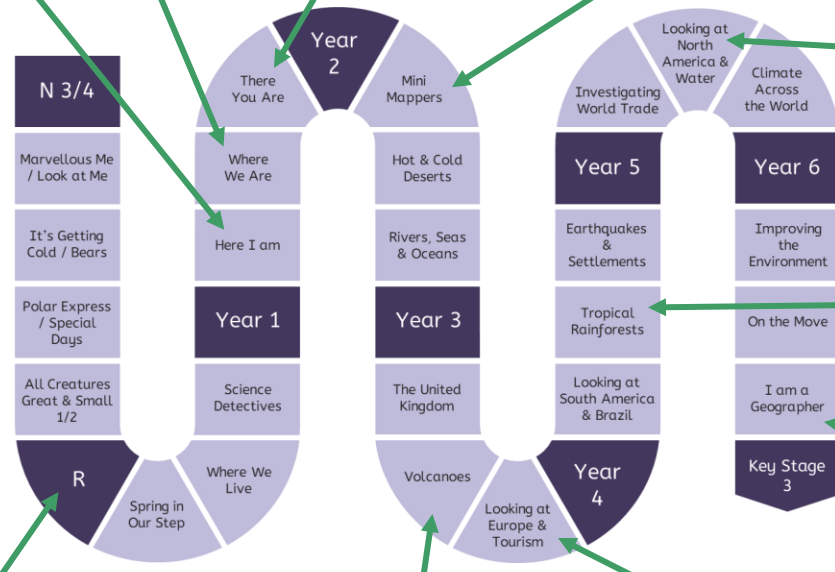 N 3/4
Marvellous Me
/ Look at Me
It's Getting
Cold / Bears
Polar Express
/ Special
Days
All Creatures
Great & Small
1/2
R
Spring in
Our Step
Where We
Live
Science
Detectives
Year 1
Here I am
Where
We Are
There
You Are
Year
2
Mini
Mappers
Hot & Cold
Deserts
Rivers, Seas
& Oceans
Year 3
The United
Kingdom
Volcanoes
Looking at
Europe &
Tourism
Year
4
Looking at
South America
& Brazil
Tropical
Rainforests
Earthquakes
&
Settlements
Year 5
Investigating
World Trade
Looking at
North
America &
Water
Climate
Across
the World
Year 6
Improving
the
Environment
On the Move
I am a
Geographer
Key Stage
3